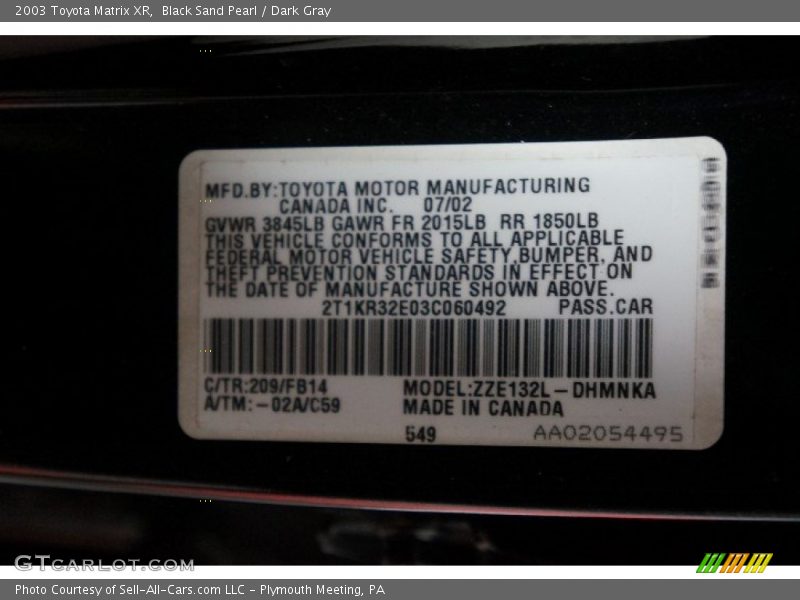 2003 Toyota Matrix XR, Black Sand Pearl / Dark Gray
MFD.BY:TOYOTA MOTOR MANUFACTURING
CANADA INC. 07/02
GVWR 3845LB GAWR FR 2015LB RR 1850LB
THIS VEHICLE CONFORMS TO ALL APPLICABLE
FEDERAL MOTOR VEHICLE SAFETY,BUMPER, AND
THEFT PREVENTION STANDARDS IN EFFECT ON
THE DATE OF MANUFACTURE SHOWN ABOVE.
2T1KR32E03C060492 PASS.CAR
C/TR:209/FB14 MODEL:ZZE132L-DHMNKA
A/TM:-02A/C59 MADE IN CANADA
549 AA02054495
GTCARLOT.COM
Photo Courtesy of Sell-All-Cars.com LLC - Plymouth Meeting, PA